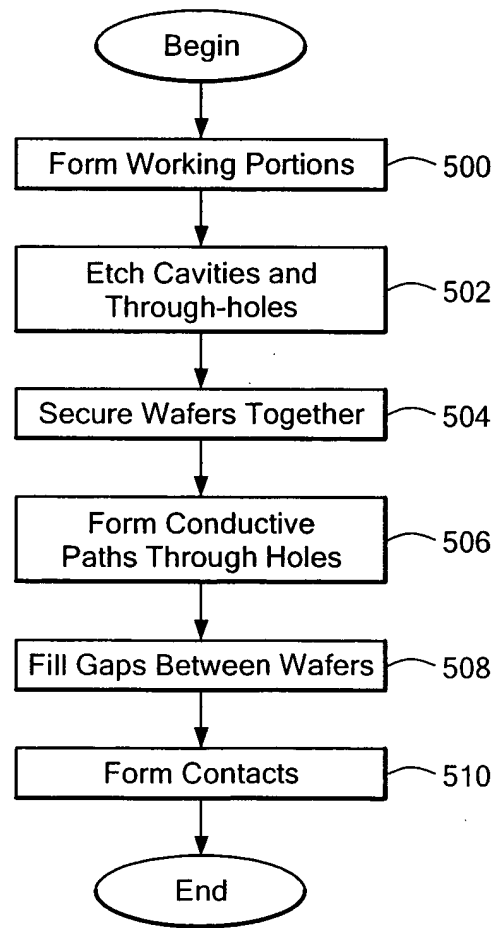 Begin
Form Working Portions
500
Etch Cavities and
Through-holes
502
Secure Wafers Together
504
Form Conductive
Paths Through Holes
506
Fill Gaps Between Wafers
508
Form Contacts
510
End